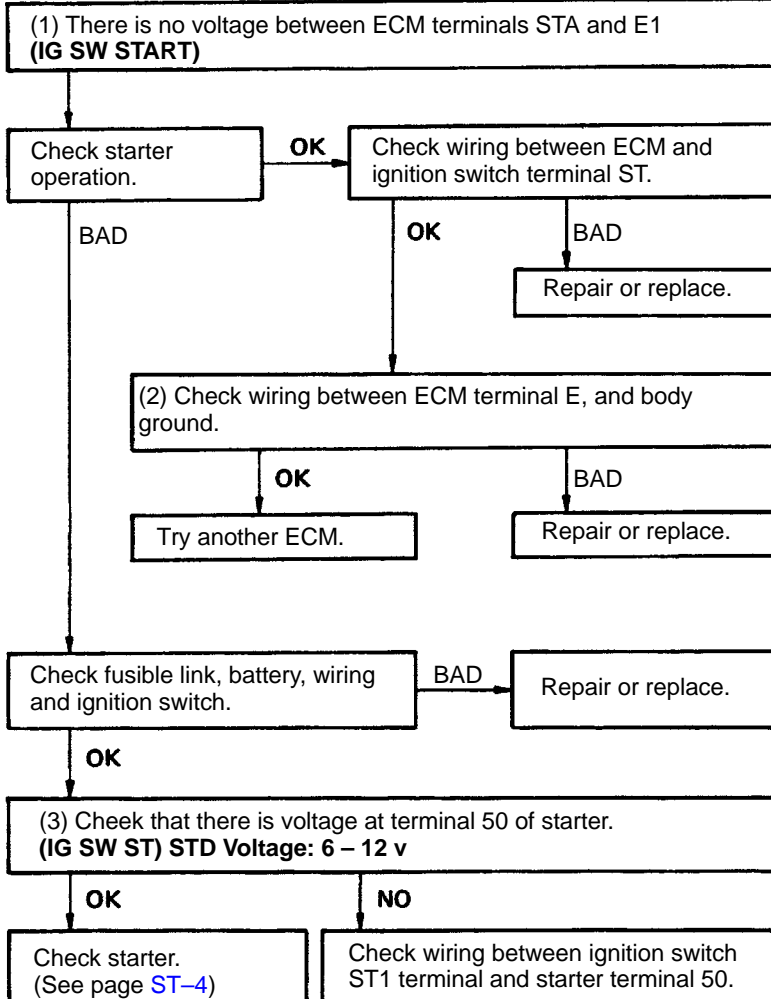 (1) There is no voltage between ECM terminals STA and E1
(IG SW START)
Check starter
operation.
OK
Check wiring between ECM and
ignition switch terminal ST.
BAD
OK
BAD
Repair or replace.
(2) Check wiring between ECM terminal E, and body
ground.
OK
BAD
Try another ECM.
Repair or replace.
Check fusible link, battery, wiring
and ignition switch.
BAD
Repair or replace.
OK
(3) Cheek that there is voltage at terminal 50 of starter.
(IG SW ST) STD Voltage: 6 – 12 v
OK
NO
Check starter.
(See page ST–4)
Check wiring between ignition switch
ST1 terminal and starter terminal 50.